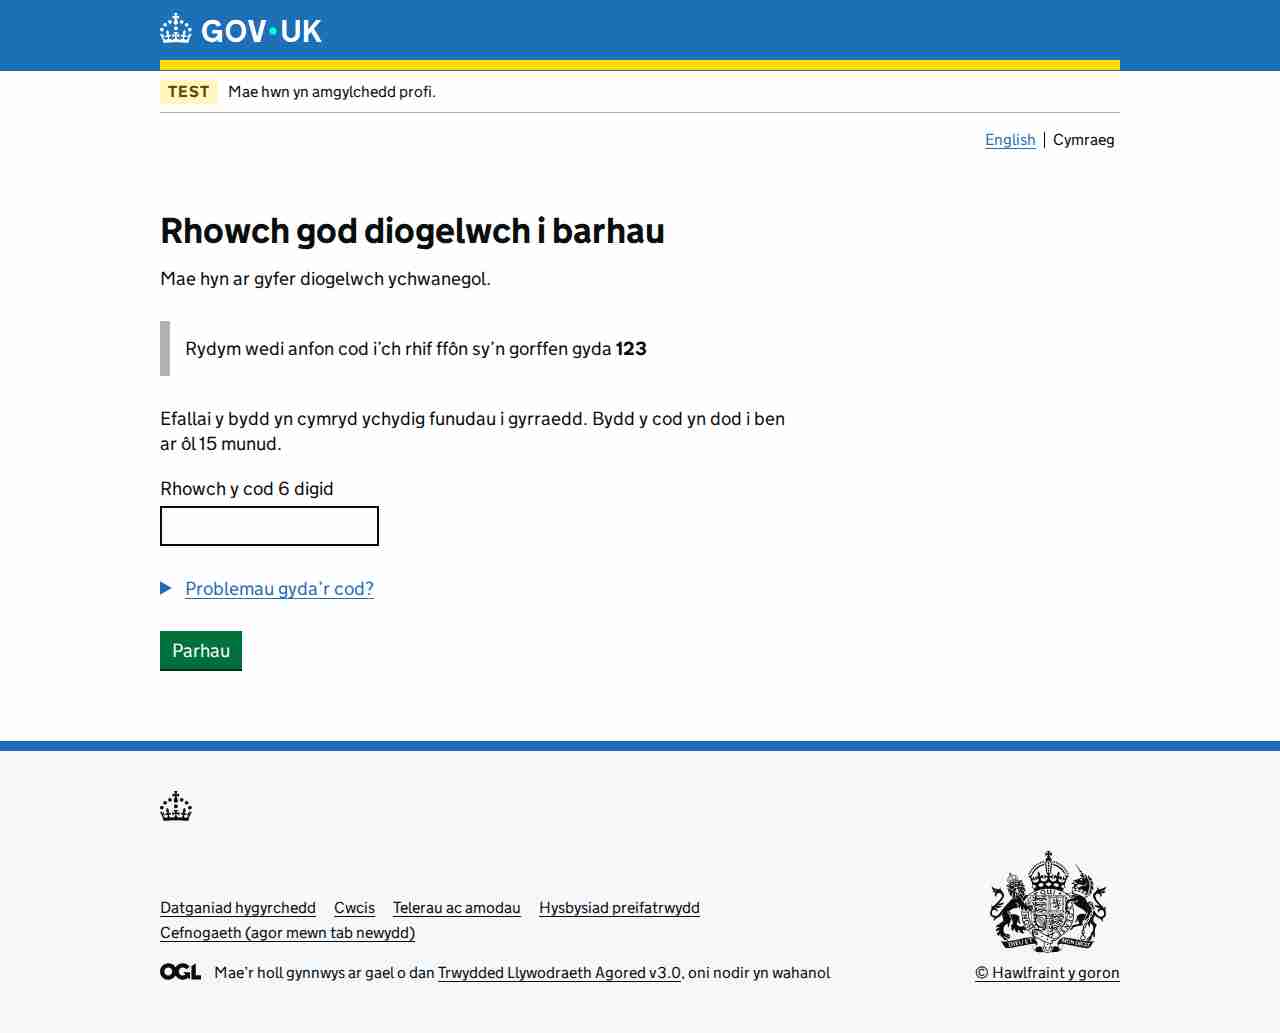 GOV·UK
TEST Mae hwn yn amgylchedd profi.
English Cymraeg
Rhowch god diogelwch i barhau
Mae hyn ar gyfer diogelwch ychwanegol.
Rydym wedi anfon cod i’ch rhif ffôn sy’n gorffen gyda 123
Efallai y bydd yn cymryd ychydig funudau i gyrraedd. Bydd y cod yn dod i ben
ar ôl 15 munud.
Rhowch y cod 6 digid
Problemau gyda’r cod?
Parhau
Datganiad hygyrchedd Cwcis Telerau ac amodau Hysbysiad preifatrwydd
Cefnogaeth (agor mewn tab newydd)
OGL Mae’r holl gynnwys ar gael o dan Trwydded Llywodraeth Agored v3.0, oni nodir yn wahanol
© Hawlfraint y goron